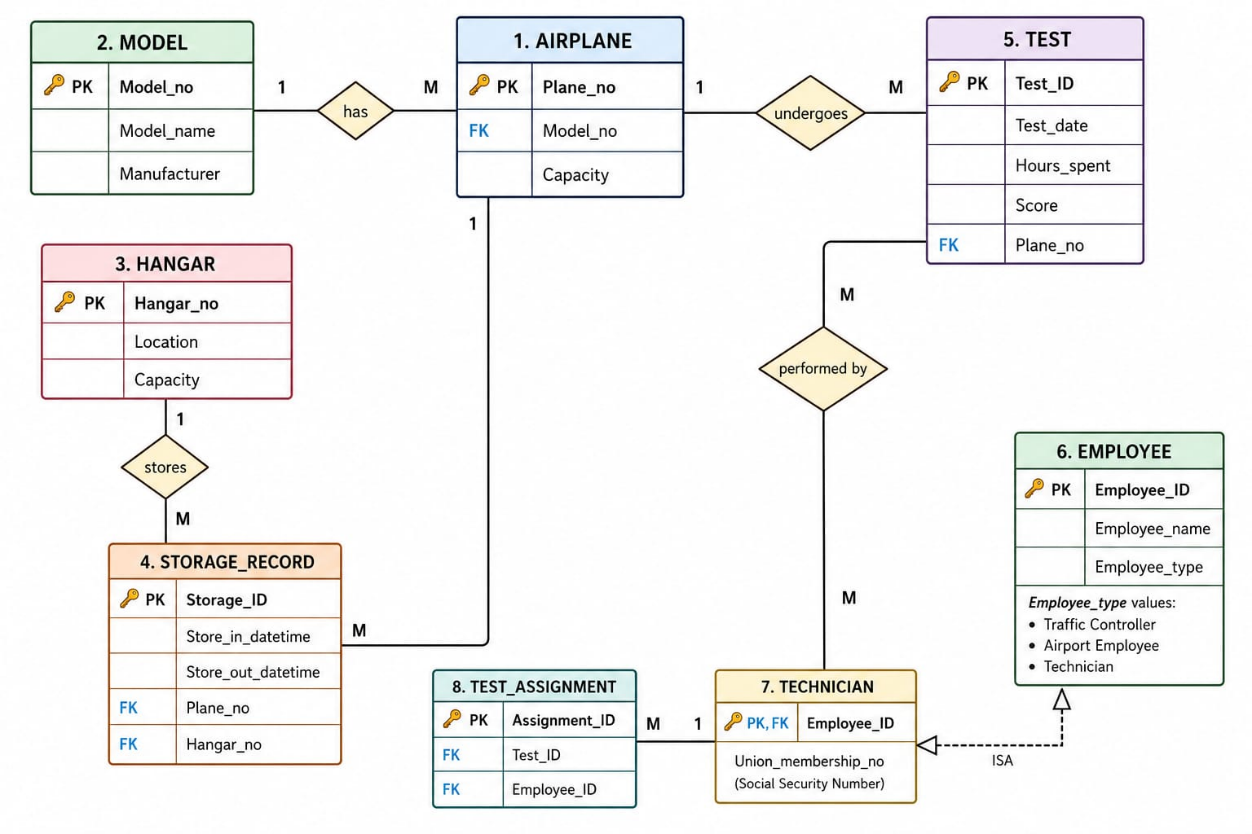 2. MODEL
PK Model_no
Model_name
Manufacturer
1
has
M
1. AIRPLANE
PK Plane_no
FK Model_no
Capacity
1
undergoes
M
5. TEST
PK Test_ID
Test_date
Hours_spent
Score
FK Plane_no
1
3. HANGAR
PK Hangar_no
Location
Capacity
1
stores
M
4. STORAGE_RECORD
PK Storage_ID
Store_in_datetime
Store_out_datetime
FK Plane_no
FK Hangar_no
M
M
performed by
M
6. EMPLOYEE
PK Employee_ID
Employee_name
Employee_type
Employee_type values:
• Traffic Controller
• Airport Employee
• Technician
8. TEST_ASSIGNMENT
PK Assignment_ID
FK Test_ID
FK Employee_ID
M 1
7. TECHNICIAN
PK, FK Employee_ID
Union_membership_no
(Social Security Number)
ISA